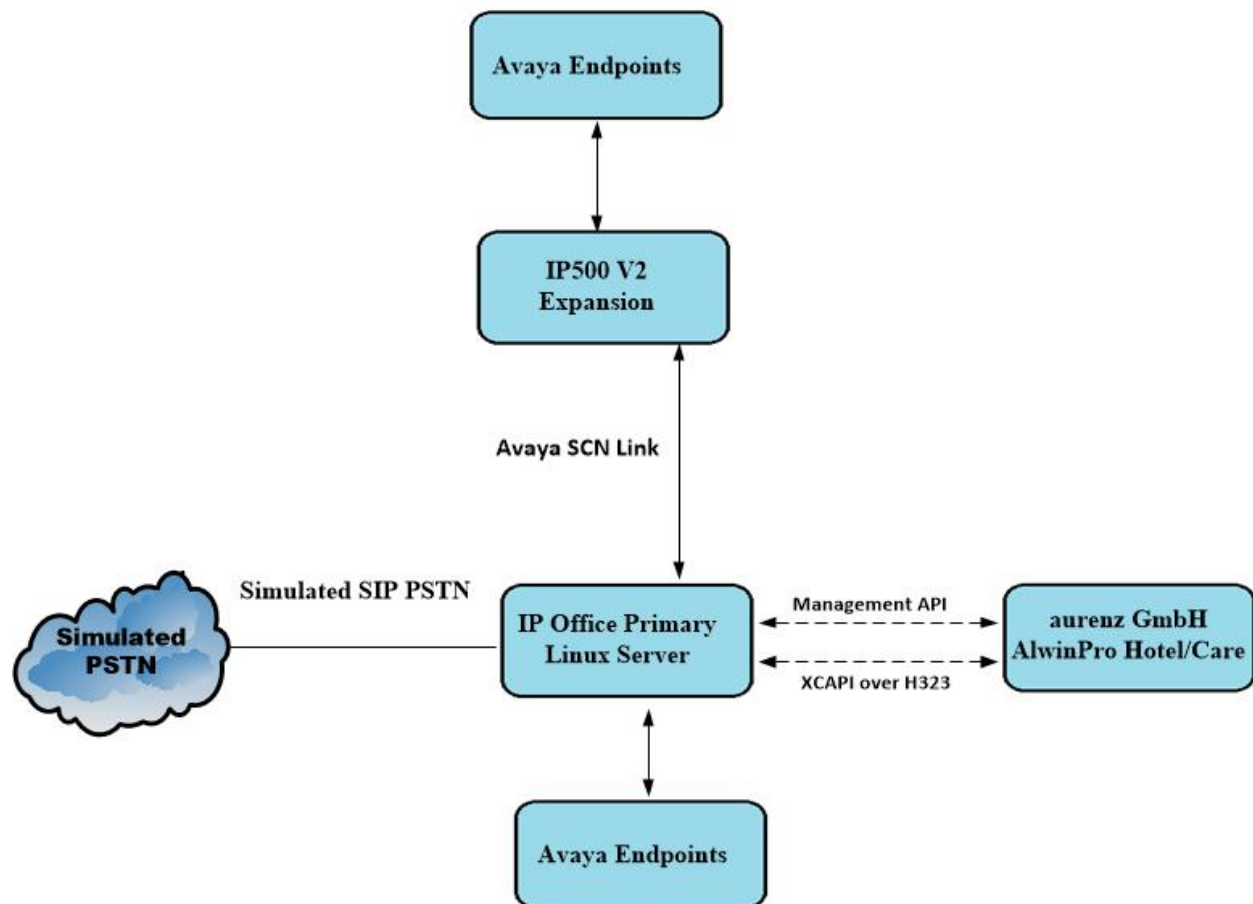 Avaya Endpoints
IP500 V2
Expansion
Avaya SCN Link
Simulated SIP PSTN
Simulated
PSTN
IP Office Primary
Linux Server
Management API
XCAPI over H323
aurenz GmbH
AlwinPro Hotel/Care
Avaya Endpoints